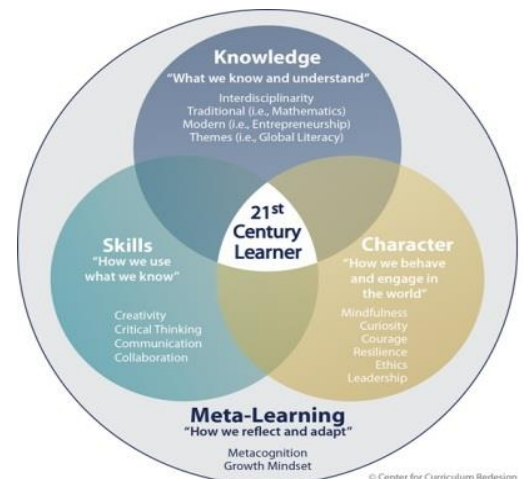 Knowledge
“What we know and understand”
Interdisciplinarity
Traditional (i.e., Mathematics)
Modern (i.e., Entrepreneurship)
Themes (i.e., Global Literacy)
21st
Century
Learner
Skills
“How we use
what we know”
Creativity
Critical Thinking
Communication
Collaboration
Character
“How we behave
and engage in
the world”
Mindfulness
Curiosity
Courage
Resilience
Ethics
Leadership
Meta-Learning
“How we reflect and adapt”
Metacognition
Growth Mindset
© Center for Curriculum Redesign